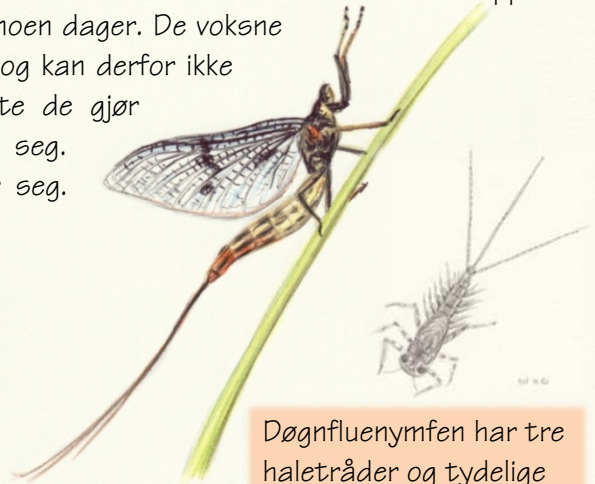 noen dager. De voksne
og kan derfor ikke
te de gjør
seg.
seg.
Døgnfluenymfen har tre
haletråder og tydelige